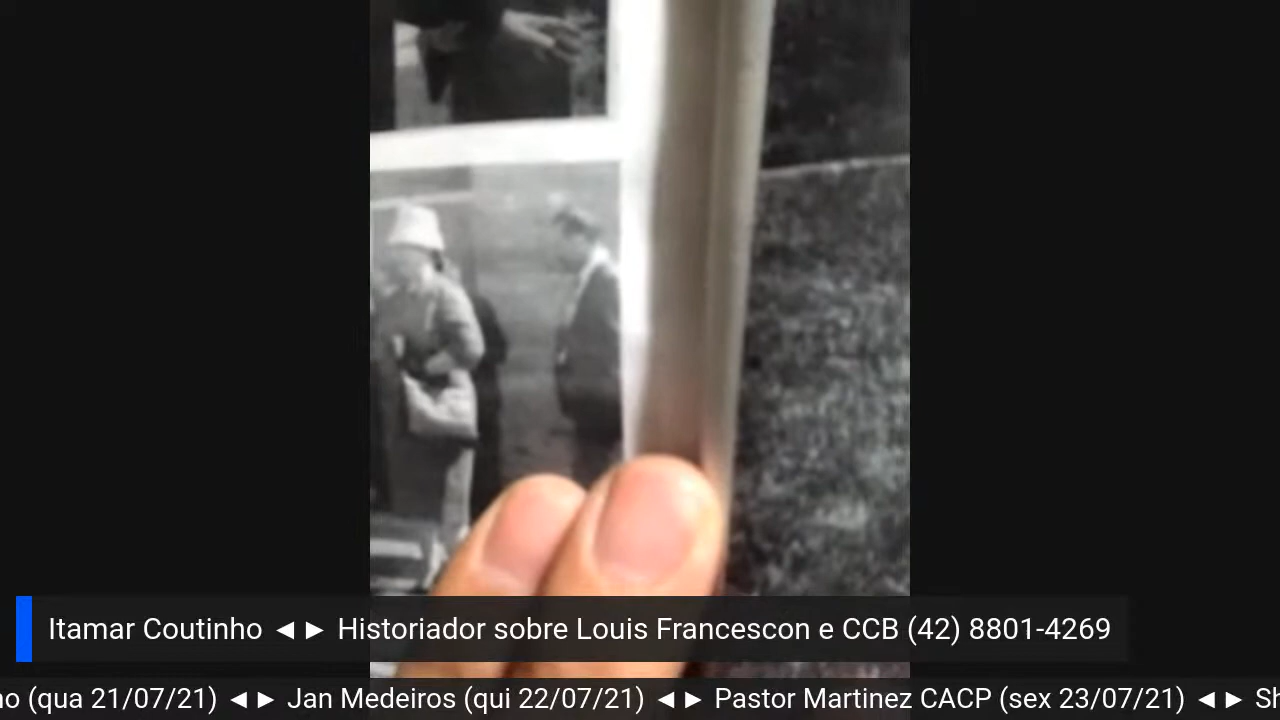 Itamar Coutinho ◄► Historiador sobre Louis Francescon e CCB (42) 8801-4269
(qua 21/07/21) ◄► Jan Medeiros (qui 22/07/21) ◄► Pastor Martinez CACP (sex 23/07/21) ◄►